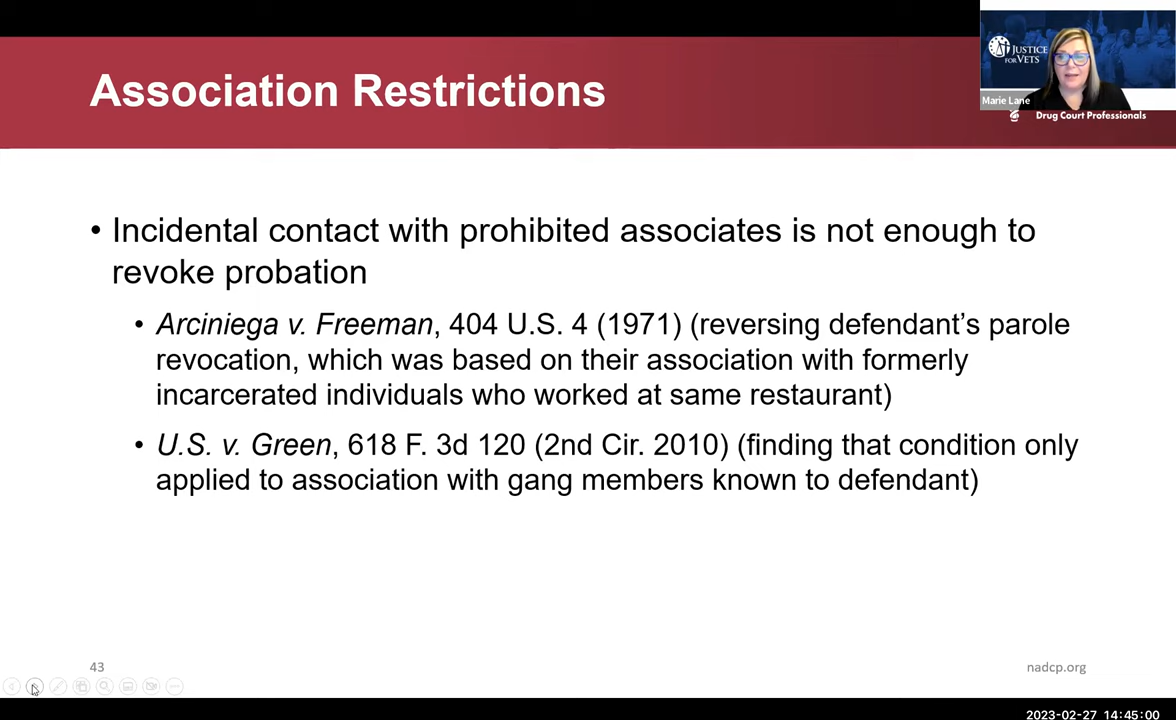 Association Restrictions
JUSTICE
FOR VETS
Marie Lane
Drug Court Professionals
• Incidental contact with prohibited associates is not enough to
revoke probation
• Arciniega v. Freeman, 404 U.S. 4 (1971) (reversing defendant’s parole
revocation, which was based on their association with formerly
incarcerated individuals who worked at same restaurant)
• U.S. v. Green, 618 F. 3d 120 (2nd Cir. 2010) (finding that condition only
applied to association with gang members known to defendant)
43
nadcp.org
2023-02-27 14:45:00